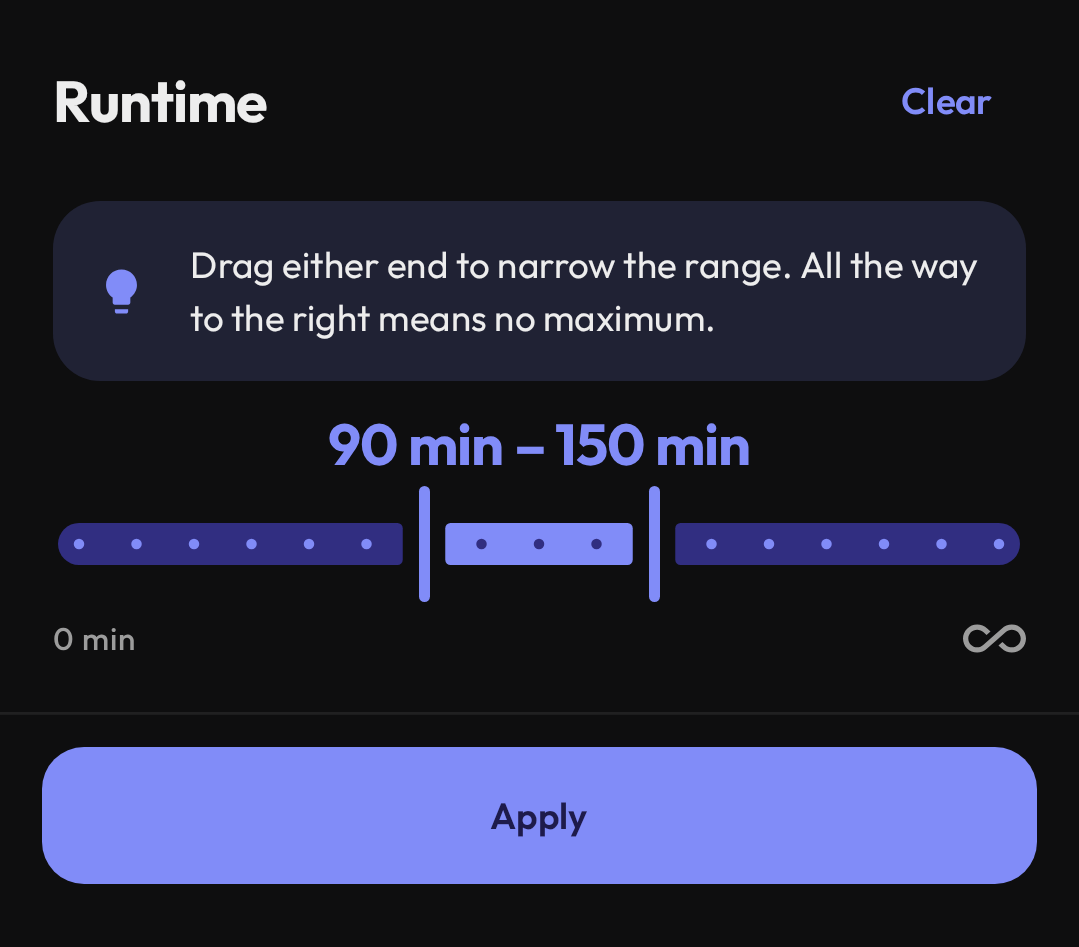 Runtime
Clear
Drag either end to narrow the range. All the way
to the right means no maximum.
90 min – 150 min
0 min
∞
Apply